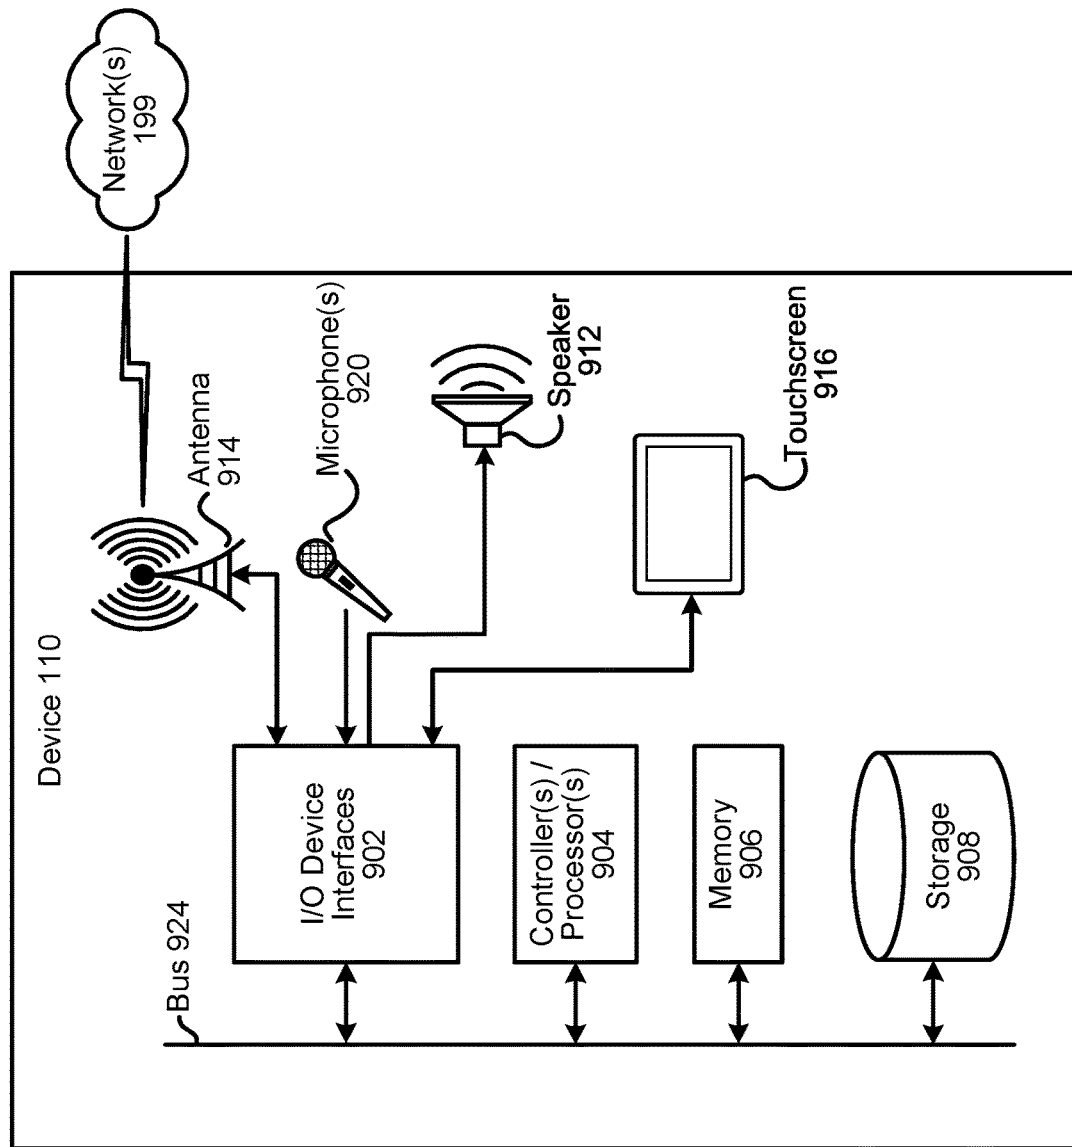 Device 110
Bus 924
I/O Device
Interfaces
902
Controller(s) /
Processor(s)
904
Memory
906
Storage
908
Antenna
914
Microphone(s)
920
Speaker
912
Touchscreen
916
Network(s)
199